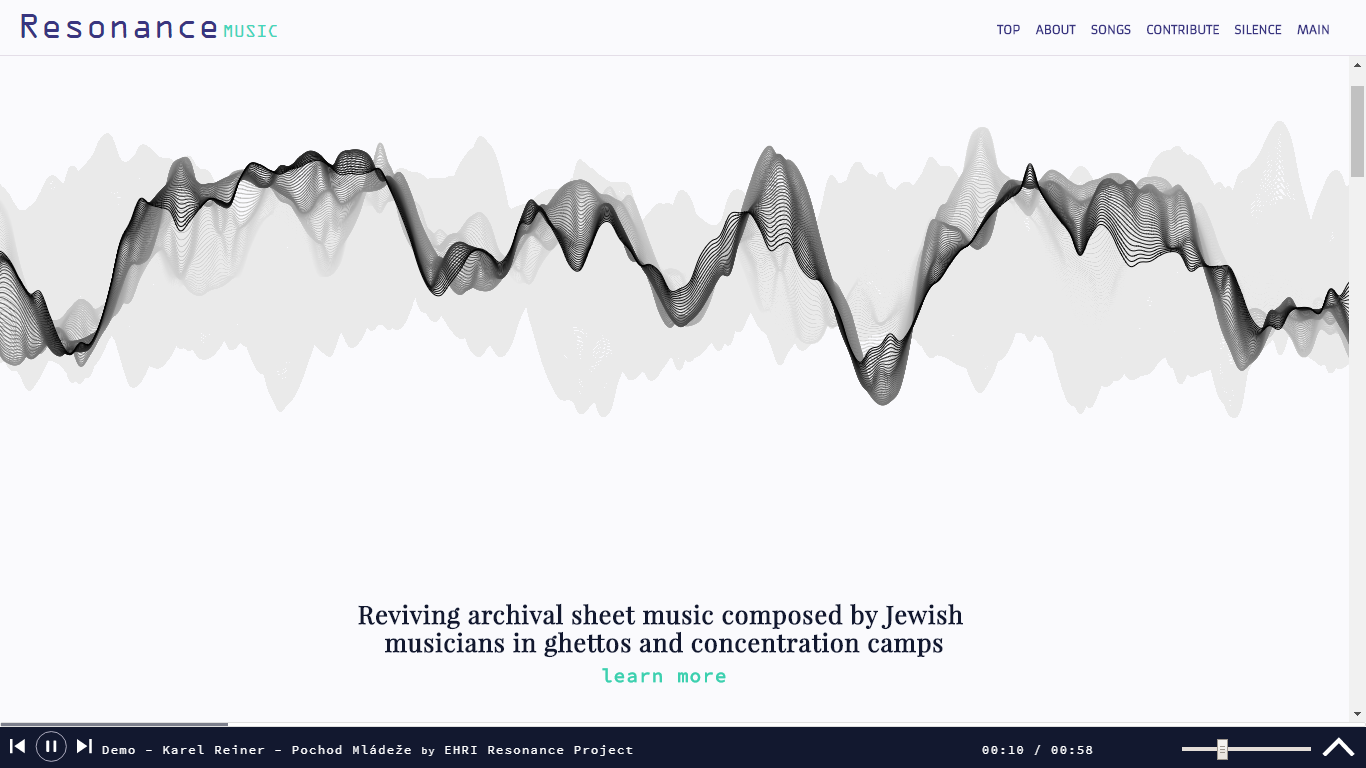 Resonance MUSIC
TOP ABOUT SONGS CONTRIBUTE SILENCE MAIN
Reviving archival sheet music composed by Jewish
musicians in ghettos and concentration camps
learn more
Demo – Karel Reiner – Pochod Mládeže by EHRI Resonance Project
00:10 / 00:58